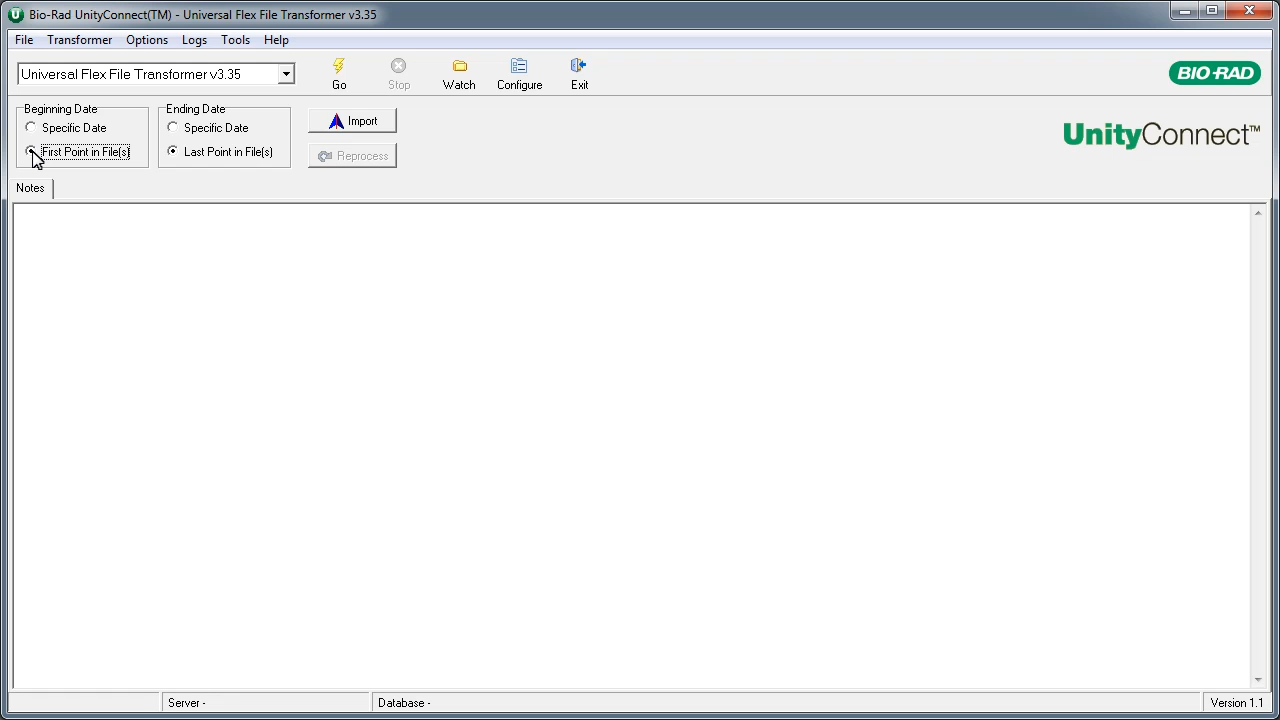 Bio-Rad UnityConnect(TM) - Universal Flex File Transformer v3.35
File Transformer Options Logs Tools Help
Universal Flex File Transformer v3.35
Go Stop Watch Configure Exit
BIO-RAD
Beginning Date Ending Date
Specific Date Specific Date Import
First Point in File(s) Last Point in File(s) Reprocess
UnityConnect™
Notes
Server - Database - Version 1.1